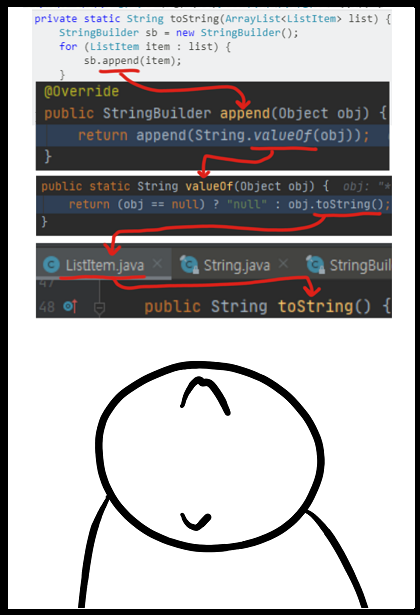 private static String toString(ArrayList<ListItem> list) {
StringBuilder sb = new StringBuilder();
for (ListItem item : list) {
sb.append(item);
}
@Override
public StringBuilder append(Object obj) {
return append(String.valueOf(obj));
}
public static String valueOf(Object obj) { obj: "*
return (obj == null) ? "null" : obj.toString();
}
ListItem.java × String.java × StringBuil
47
48 public String toString() {